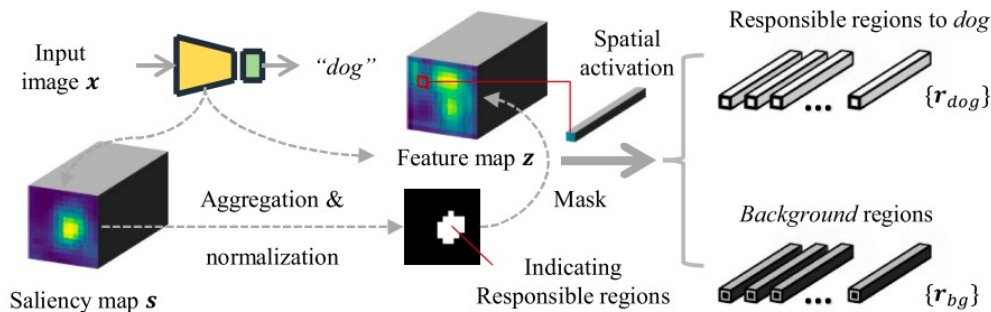 Input
image x
"dog"
Spatial
activation
Feature map z
Responsible regions to dog
{r_dog}
Aggregation &
normalization
Mask
Indicating
Responsible regions
Saliency map s
Background regions
{r_bg}